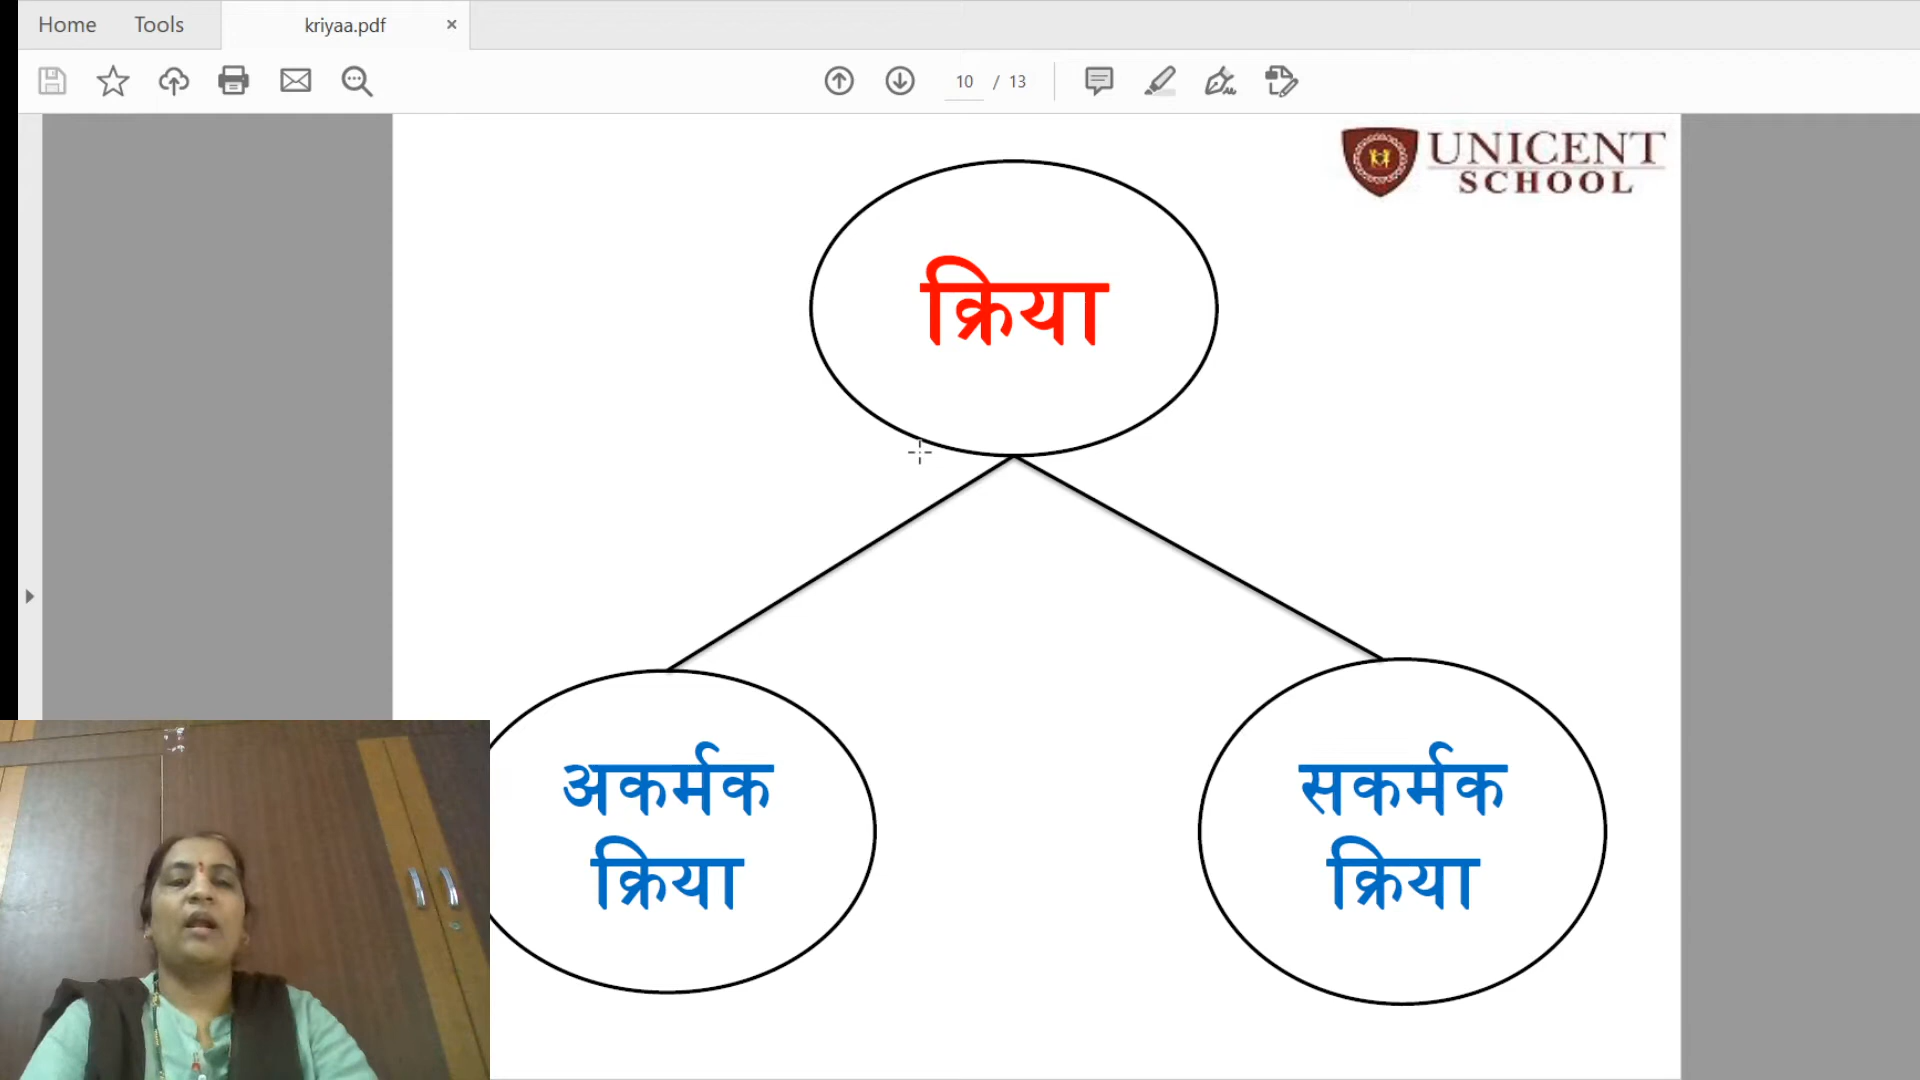 Home Tools kriyaa.pdf ×
10 / 13
UNICENT
SCHOOL
क्रिया
अकर्मक
क्रिया
सकर्मक
क्रिया